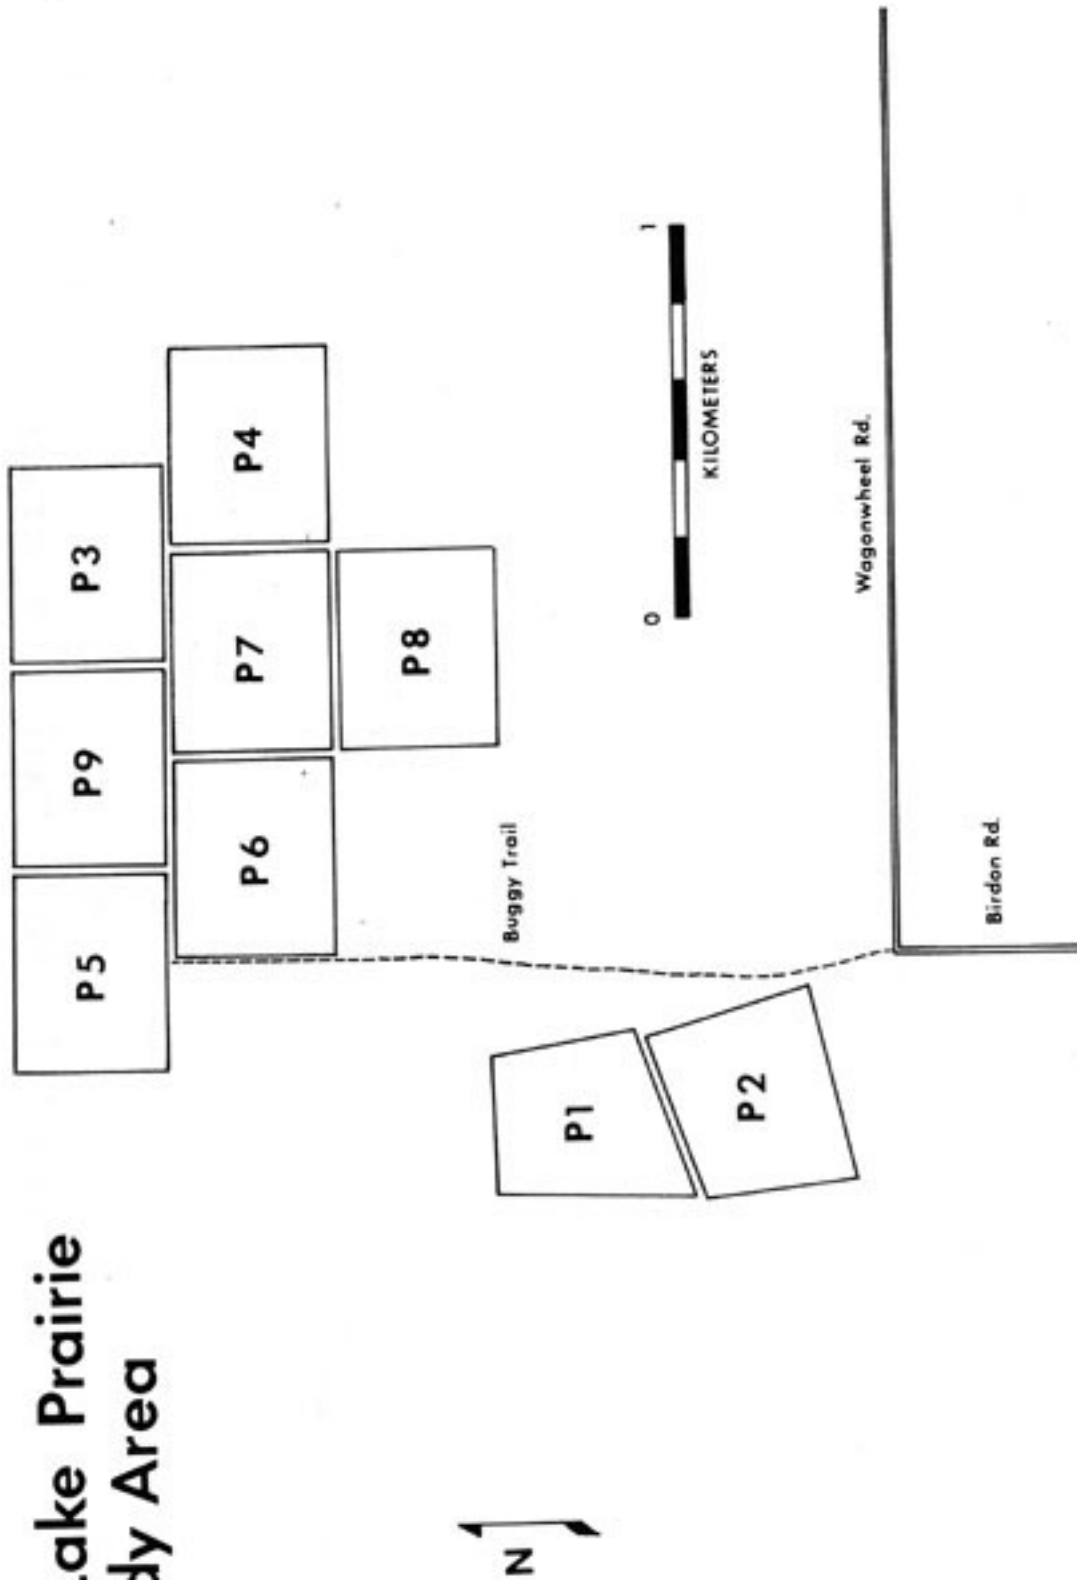 Lake Prairie
dy Area
P5 P9 P3
P6 P7 P4
P8
Buggy Trail
N
P1
0 1
KILOMETERS
P2
Wagonwheel Rd.
Birdon Rd.